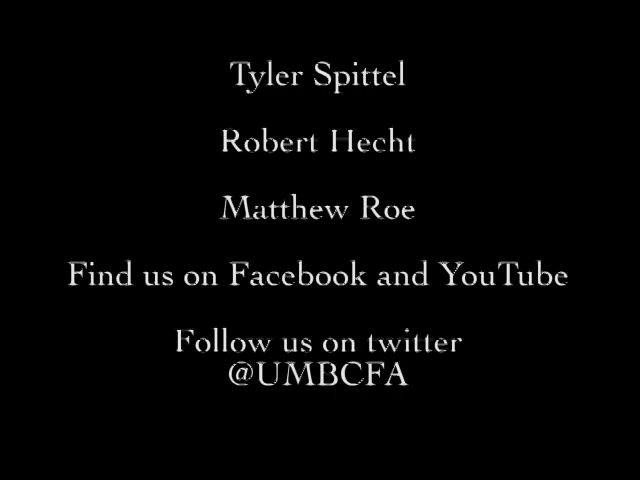 Tyler Spittel
Robert Hecht
Matthew Roe
Find us on Facebook and YouTube
Follow us on twitter
@UMBCFA